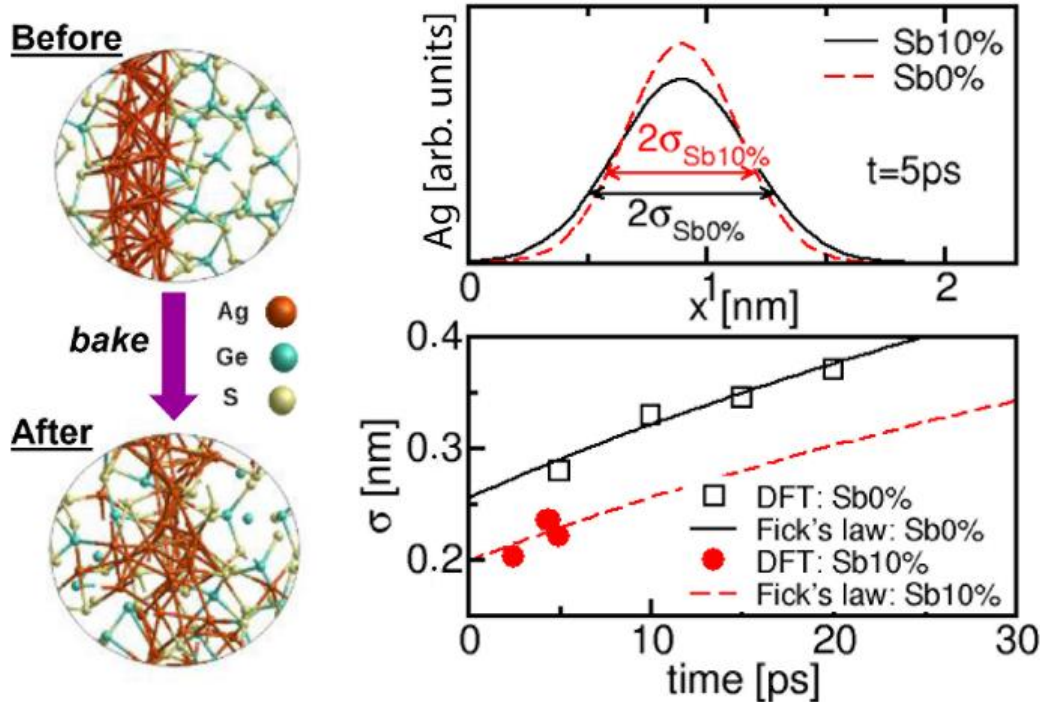 Before
bake
Ag
Ge
S
After
Ag [arb. units]
Sb10%
Sb0%
2σSb10%
2σSb0%
t=5ps
0
1
2
x [nm]
0.4
0.3
0.2
σ [nm]
DFT: Sb0%
Fick's law: Sb0%
DFT: Sb10%
Fick's law: Sb10%
0
10
20
30
time [ps]